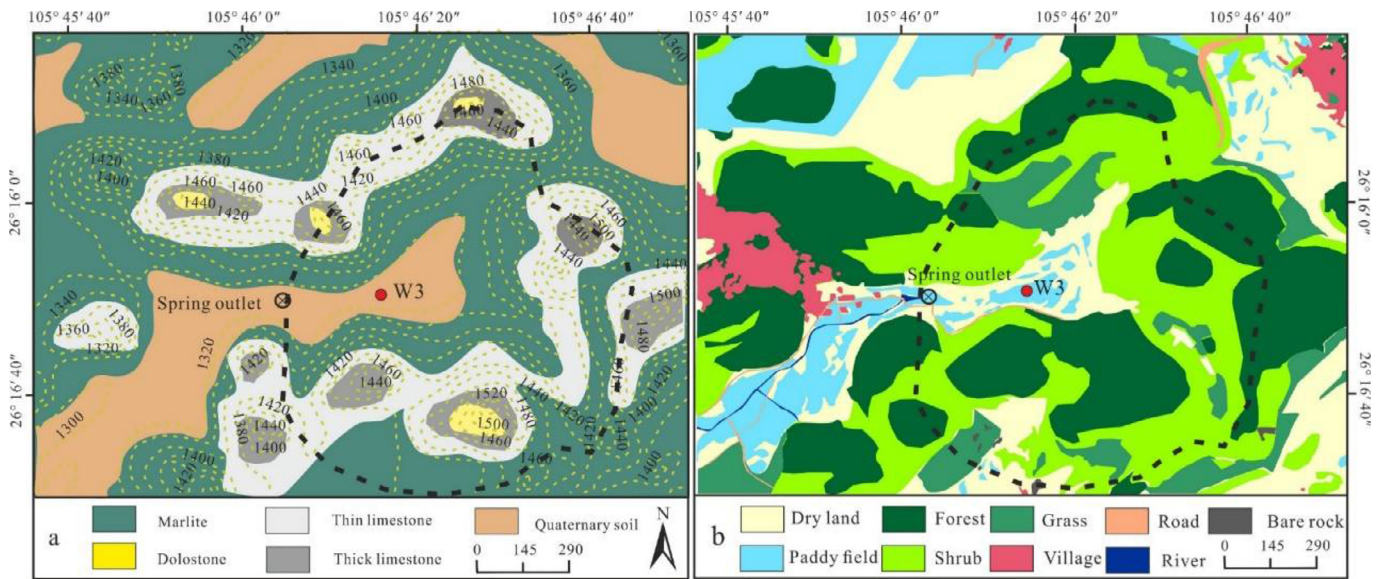 105°45′40″ 105°46′0″ 105°46′20″ 105°46′40″
26°16′0″
26°16′40″
1380
1320
1380
1340
1360
1340
1400
1480
1460
1440
1460
1360
1360
1420
1400
1380
1460
1420
1460
1460
1440
1420
1440
1460
1460
1500
1440
1440
Spring outlet
W3
1340
1360
1380
1320
1320
1300
1440
1500
1480
1420
1420
1460
1440
1520
1500
1460
1480
1440
1420
1460
1420
1440
1420
1400
1400
1420
1440
1380
1400
1400
1420
a
Marlite
Thin limestone
Quaternary soil
N
Dolostone
Thick limestone
0 145 290
105°45′40″ 105°46′0″ 105°46′20″ 105°46′40″
26°16′0″
26°16′40″
Spring outlet
W3
b
Dry land
Forest
Grass
Road
Bare rock
Paddy field
Shrub
Village
River
0 145 290